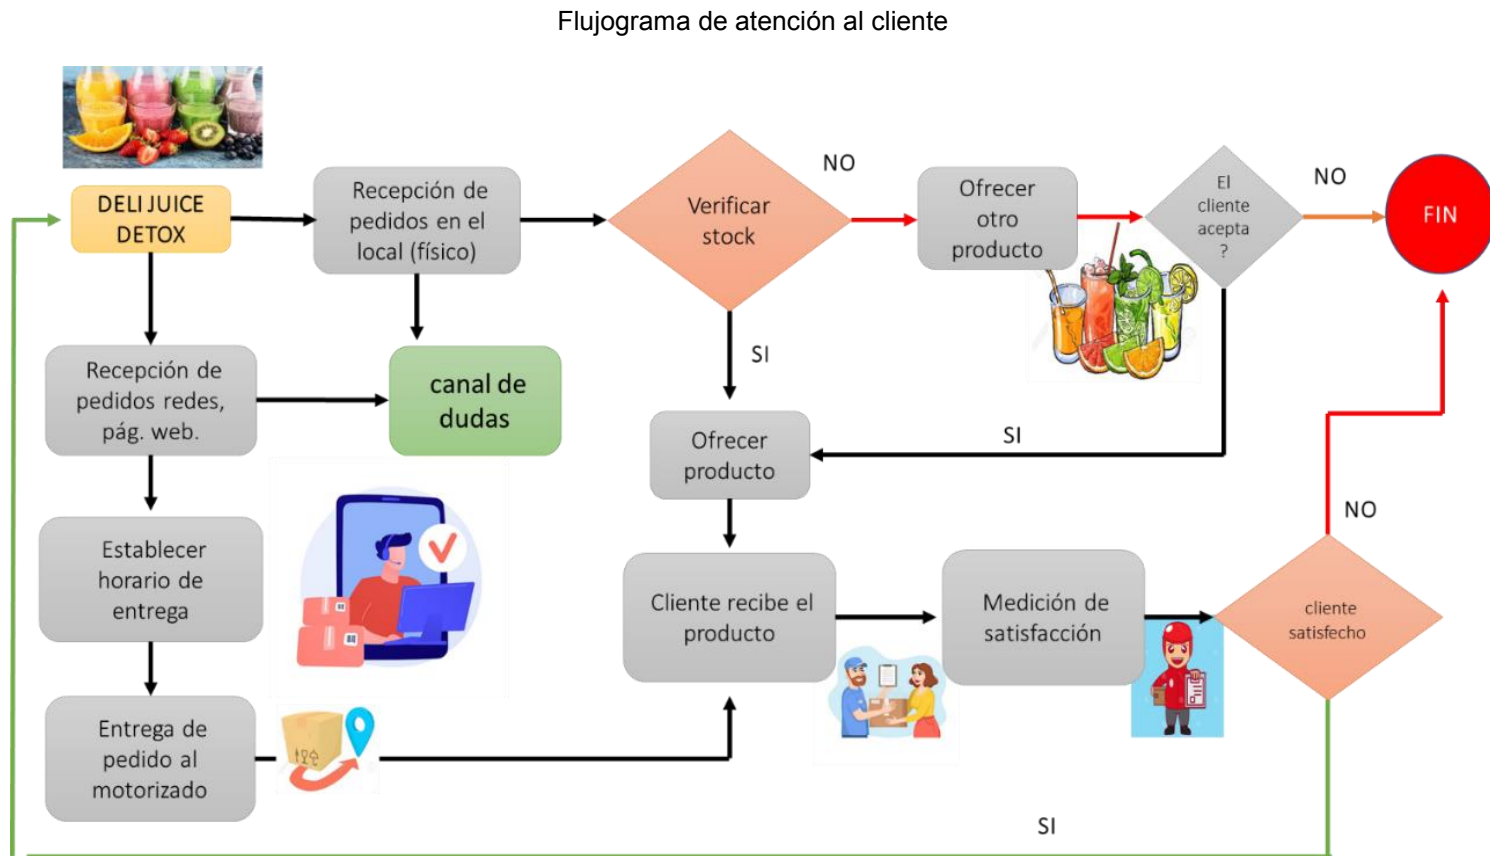 Flujograma de atención al cliente
DELI JUICE
DETOX
Recepción de
pedidos en el
local (físico)
Verificar
stock
NO
Ofrecer
otro
producto
El
cliente
acepta
?
NO
FIN
SI
Recepción de
pedidos redes,
pág. web.
canal de
dudas
Ofrecer
producto
SI
Establecer
horario de
entrega
Cliente recibe el
producto
Medición de
satisfacción
NO
cliente
satisfecho
Entrega de
pedido al
motorizado
SI